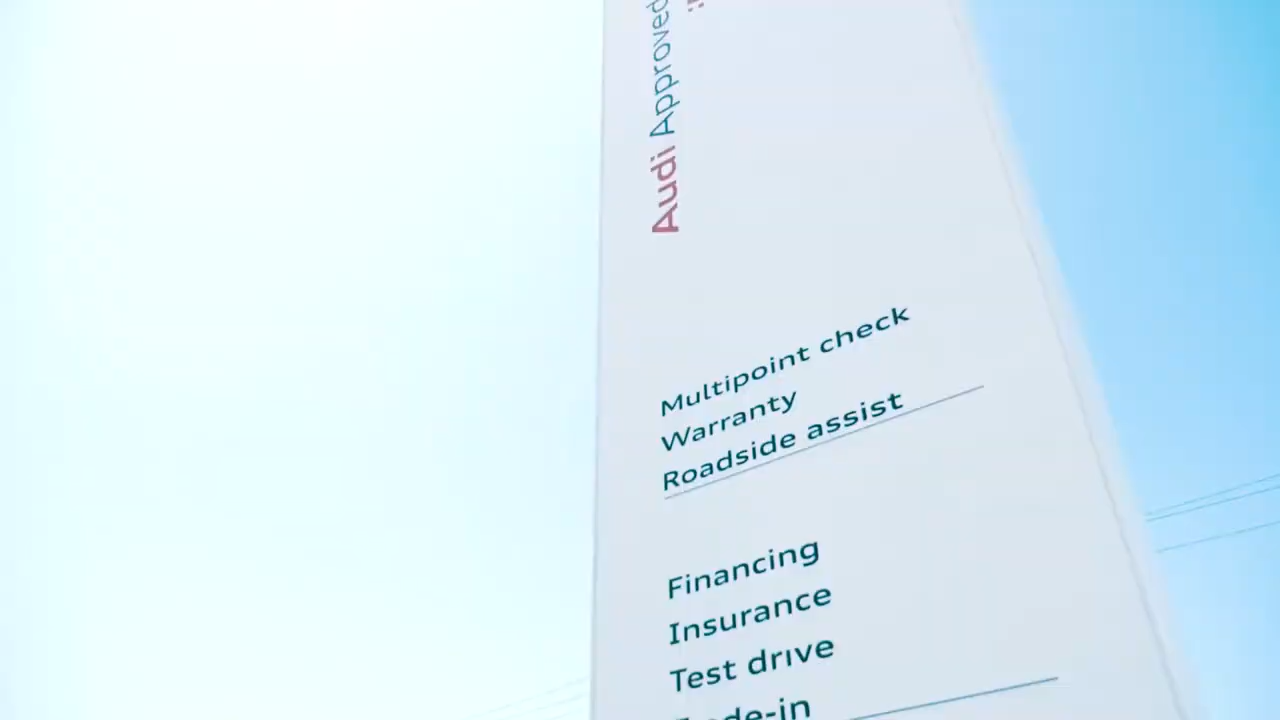 Audi Approved
Multipoint check
Warranty
Roadside assist
Financing
Insurance
Test drive